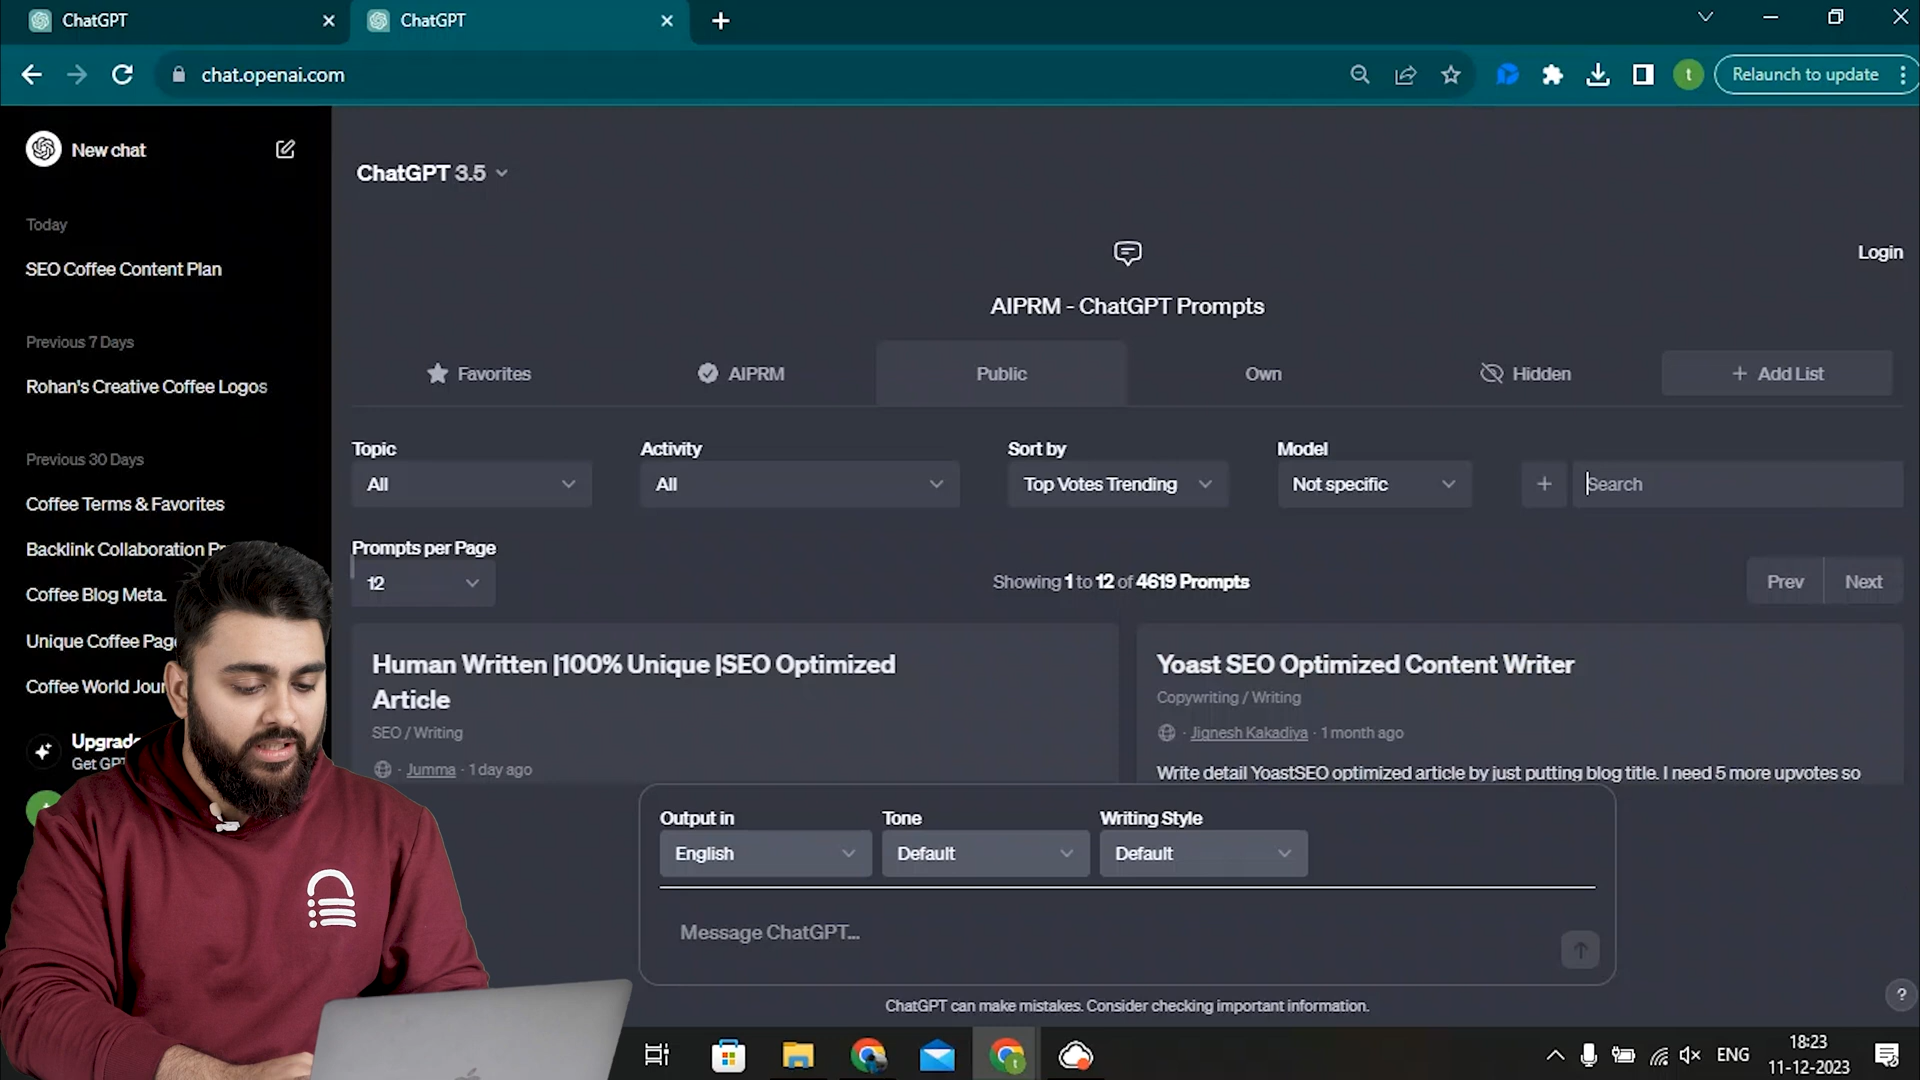 ChatGPT
ChatGPT
chat.openai.com
t
Relaunch to update
New chat
Today
SEO Coffee Content Plan
Previous 7 Days
Rohan's Creative Coffee Logos
Previous 30 Days
Coffee Terms & Favorites
Backlink Collaboration
Coffee Blog Meta.
Unique Coffee
Coffee World
Get
ChatGPT 3.5
Login
AIPRM - ChatGPT Prompts
Favorites
AIPRM
Public
Own
Hidden
+ Add List
Topic
Activity
Sort by
Model
All
All
Top Votes Trending
Not specific
+
Search
Prompts per Page
12
Showing 1 to 12 of 4619 Prompts
Prev
Next
Human Written |100% Unique |SEO Optimized
Article
SEO / Writing
· Jumma · 1 day ago
Yoast SEO Optimized Content Writer
Copywriting / Writing
· Jignesh Kakadiya · 1 month ago
Write detail YoastSEO optimized article by just putting blog title. I need 5 more upvotes so
Output in
Tone
Writing Style
English
Default
Default
Message ChatGPT...
ChatGPT can make mistakes. Consider checking important information.
?
ENG
18:23
11-12-2023